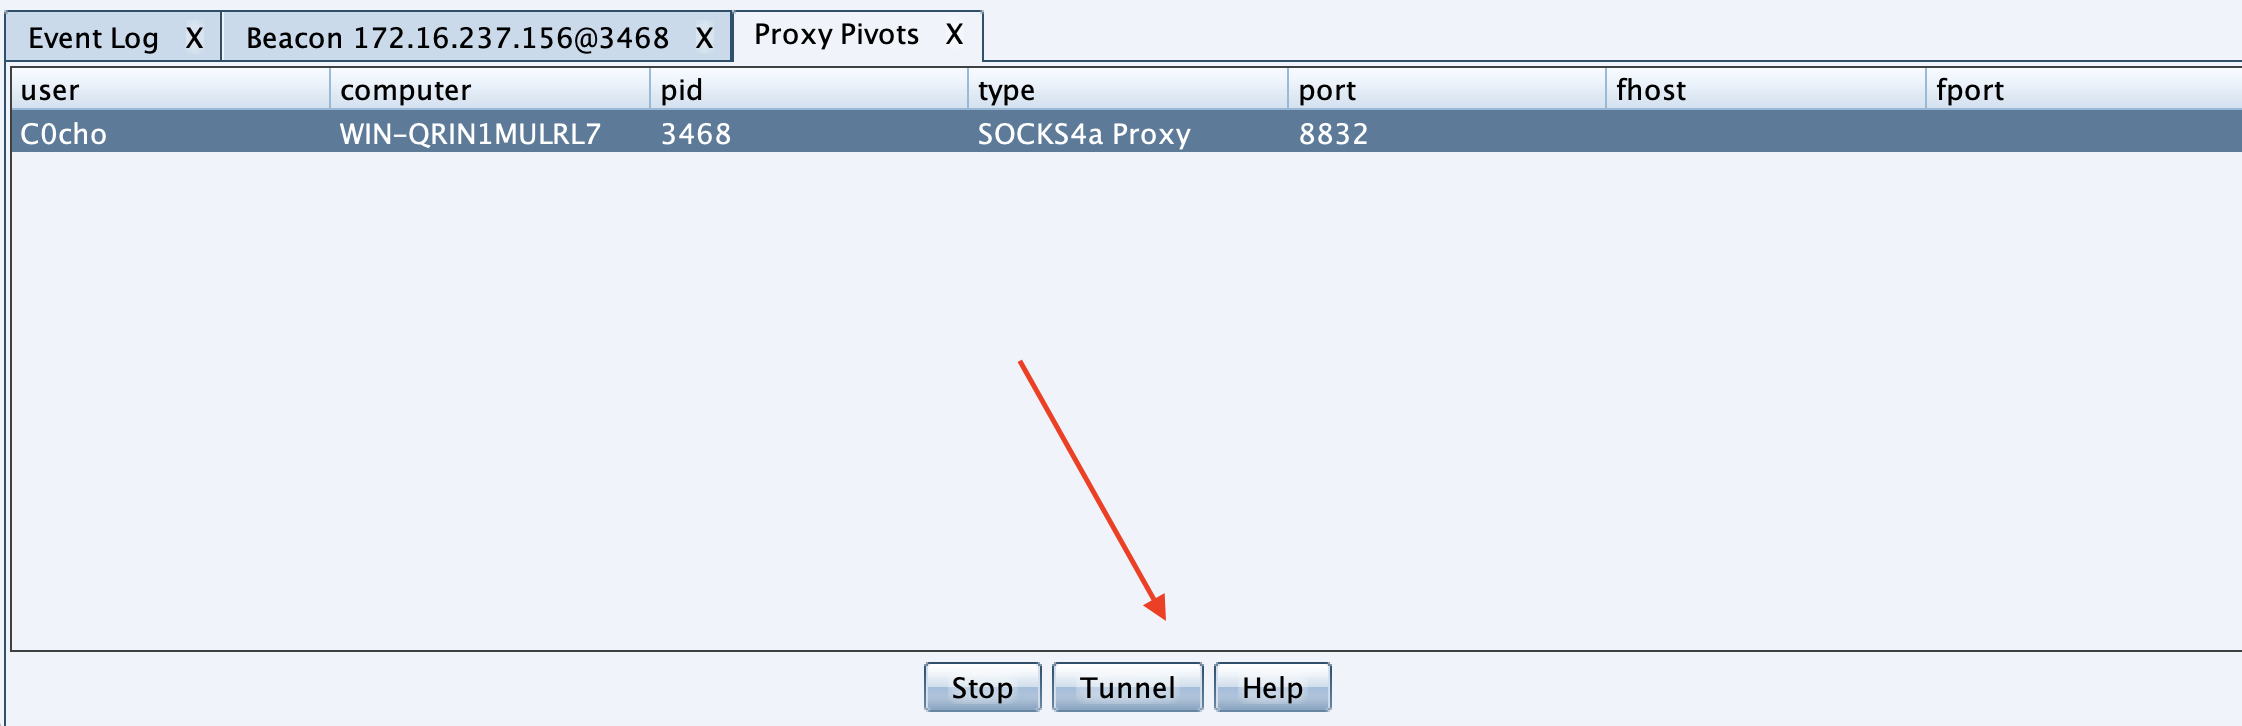 Event Log X Beacon 172.16.237.156@3468 X Proxy Pivots X
user computer pid type port fhost fport
C0cho WIN-QRIN1MULRL7 3468 SOCKS4a Proxy 8832
Stop Tunnel Help